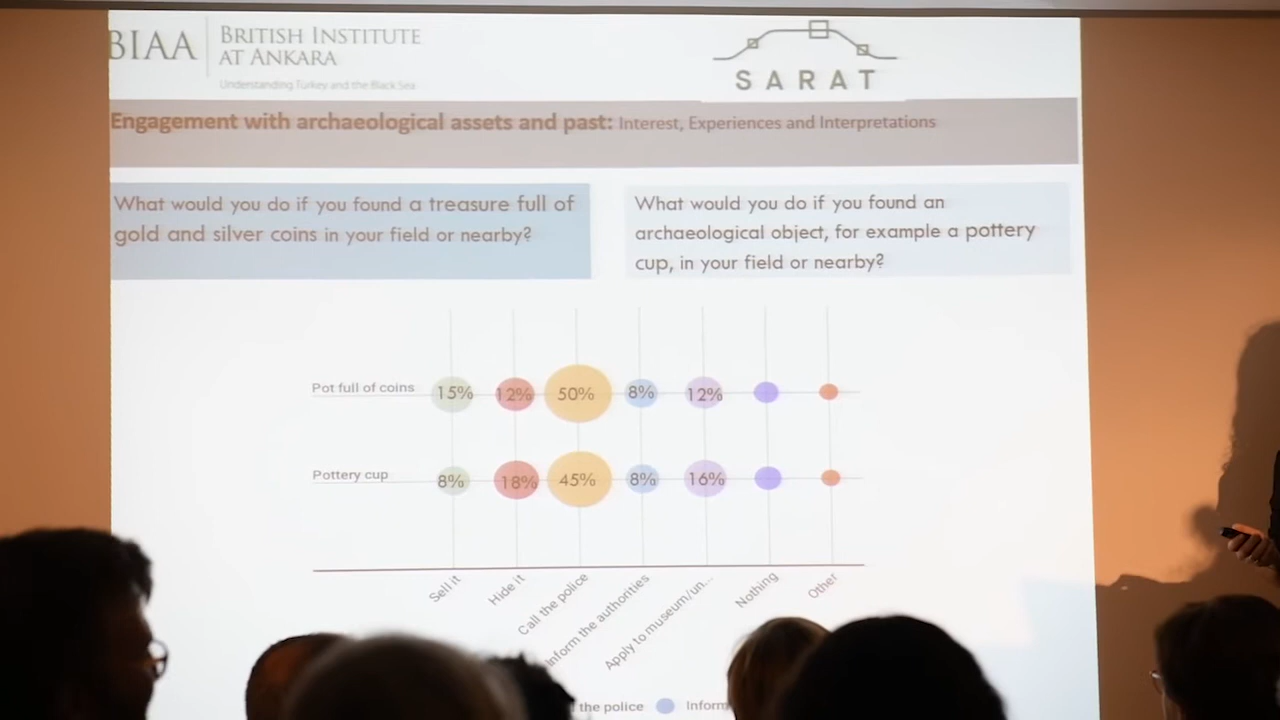 BIAA
BRITISH INSTITUTE
AT ANKARA
Understanding Turkey and the Black Sea
SARAT
Engagement with archaeological assets and past: Interest, Experiences and Interpretations
What would you do if you found a treasure full of
gold and silver coins in your field or nearby?
What would you do if you found an
archaeological object, for example a pottery
cup, in your field or nearby?
Pot full of coins 15% 12% 50% 8% 12%
Pottery cup 8% 18% 45% 8% 16%
Sell it
Hide it
Call the police
Inform the authorities
Apply to museum/un...
Nothing
Other
the police Inform